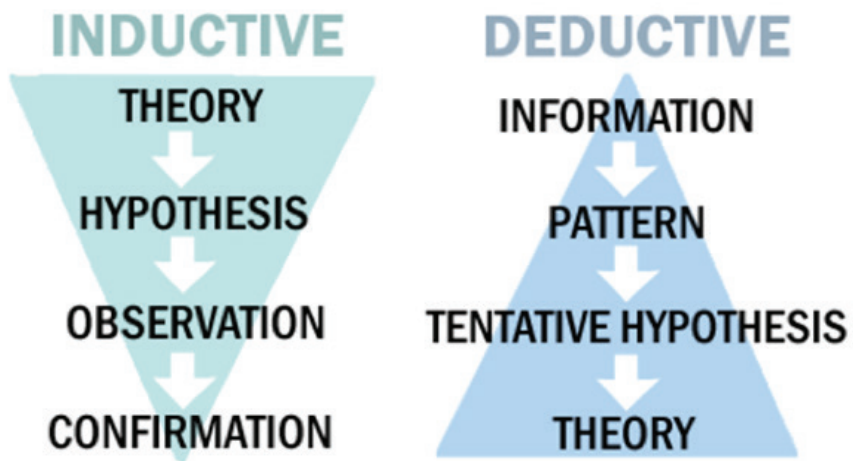 INDUCTIVE
THEORY
HYPOTHESIS
OBSERVATION
CONFIRMATION
DEDUCTIVE
INFORMATION
PATTERN
TENTATIVE HYPOTHESIS
THEORY